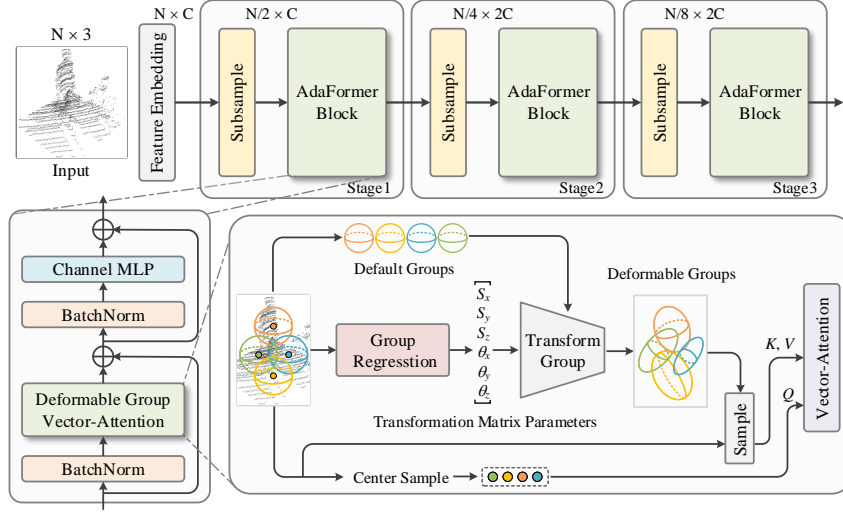 N × 3
N × C
N/2 × C
N/4 × 2C
N/8 × 2C
Input
Feature Embedding
Subsample
AdaFormer
Block
Stage1
Subsample
AdaFormer
Block
Stage2
Subsample
AdaFormer
Block
Stage3
Channel MLP
BatchNorm
Deformable Group
Vector-Attention
BatchNorm
Default Groups
Group
Regresstion
S_x
S_y
S_z
θ_x
θ_y
θ_z
Transformation Matrix Parameters
Transform
Group
Deformable Groups
Sample
K, V
Q
Vector-Attention
Center Sample